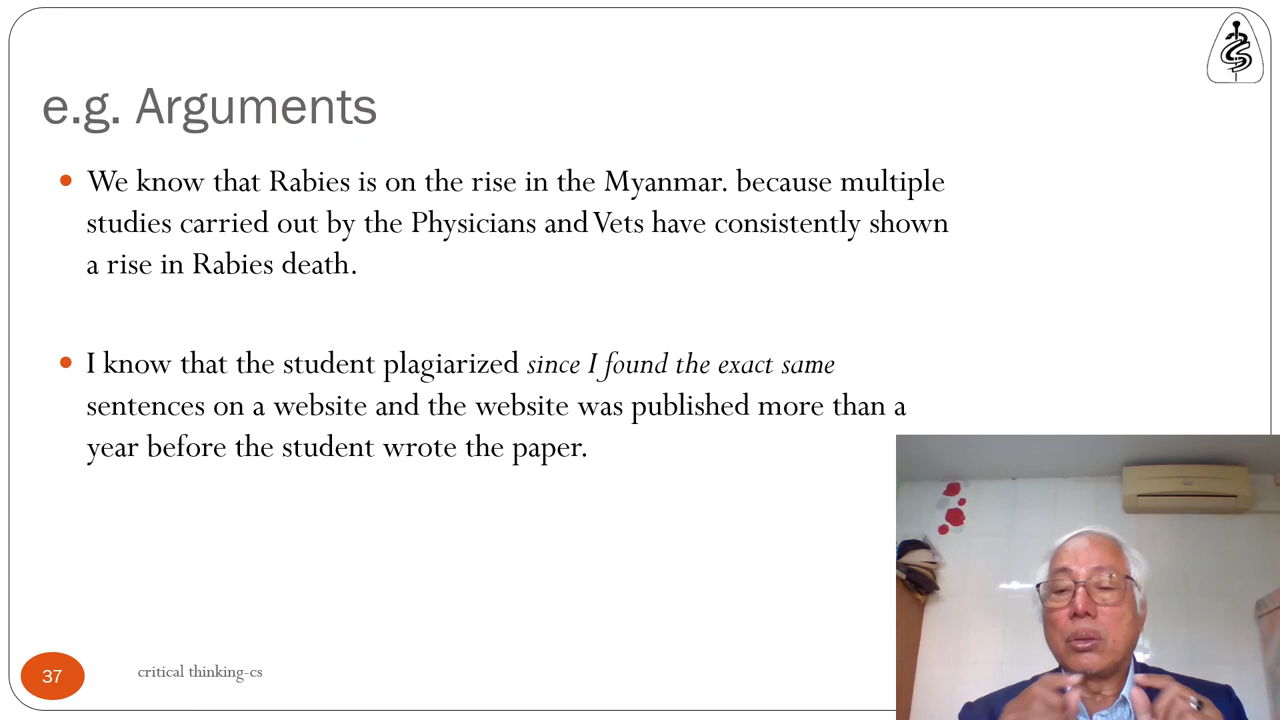 e.g. Arguments
We know that Rabies is on the rise in the Myanmar. because multiple
studies carried out by the Physicians and Vets have consistently shown
a rise in Rabies death.
I know that the student plagiarized since I found the exact same
sentences on a website and the website was published more than a
year before the student wrote the paper.
37
critical thinking-cs